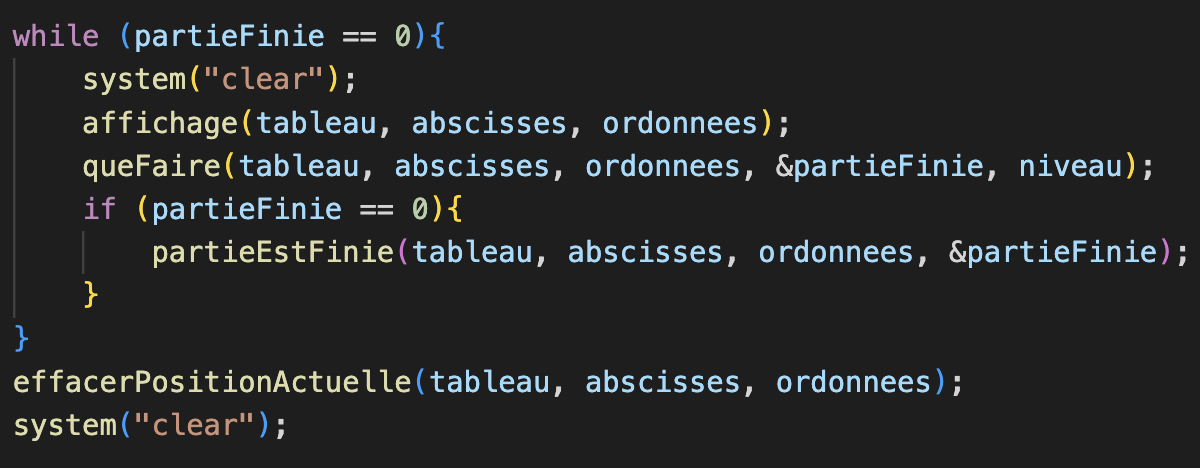 while (partieFinie == 0){
    system("clear");
    affichage(tableau, abscisses, ordonnees);
    queFaire(tableau, abscisses, ordonnees, &partieFinie, niveau);
    if (partieFinie == 0){
        partieEstFinie(tableau, abscisses, ordonnees, &partieFinie);
    }
}
effacerPositionActuelle(tableau, abscisses, ordonnees);
system("clear");